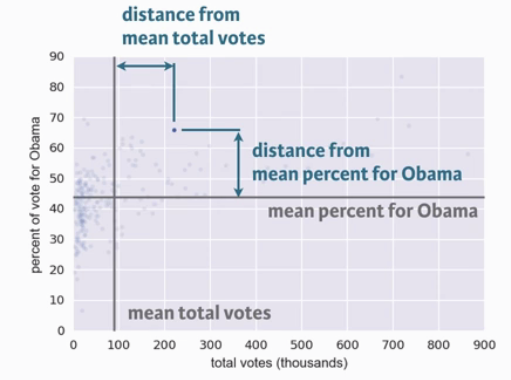 distance from
mean total votes
90
80
70
60
50
40
30
20
10
0
percent of vote for Obama
distance from
mean percent for Obama
mean percent for Obama
mean total votes
0 100 200 300 400 500 600 700 800 900
total votes (thousands)